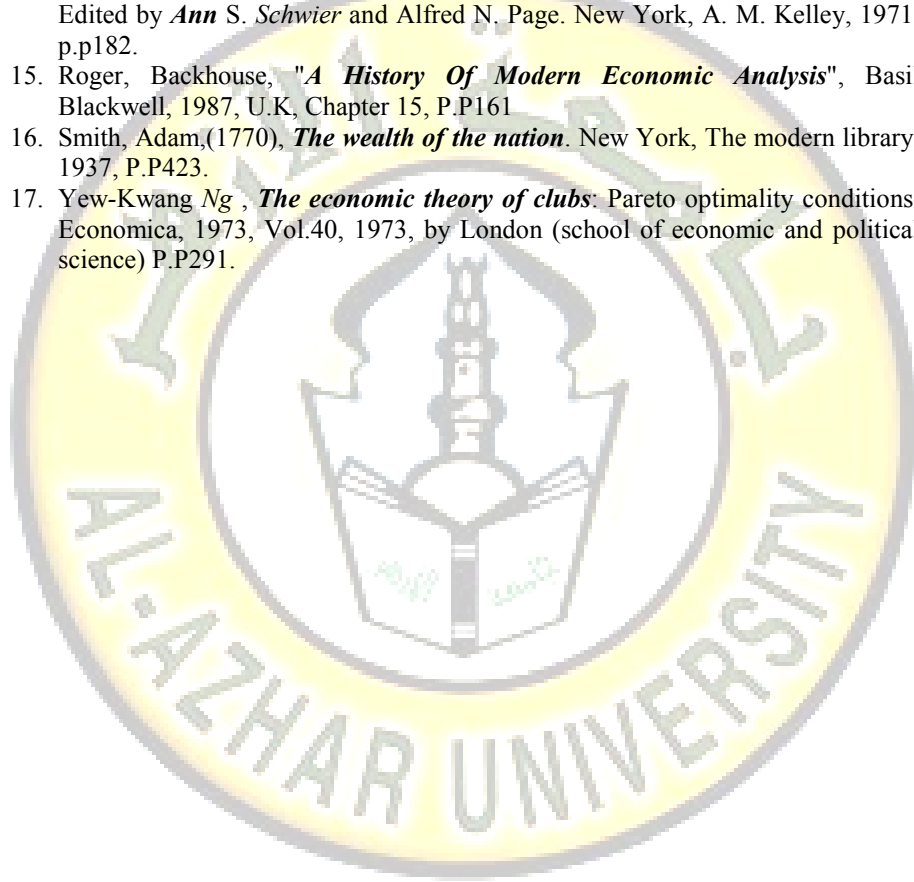 Edited by Ann S. Schwier and Alfred N. Page. New York, A. M. Kelley, 1971
p.p182.
15. Roger, Backhouse, "A History Of Modern Economic Analysis", Basi
Blackwell, 1987, U.K, Chapter 15, P.P161
16. Smith, Adam,(1770), The wealth of the nation. New York, The modern library
1937, P.P423.
17. Yew-Kwang Ng , The economic theory of clubs: Pareto optimality conditions
Economica, 1973, Vol.40, 1973, by London (school of economic and politica
science) P.P291.
AL-AZHAR UNIVERSITY